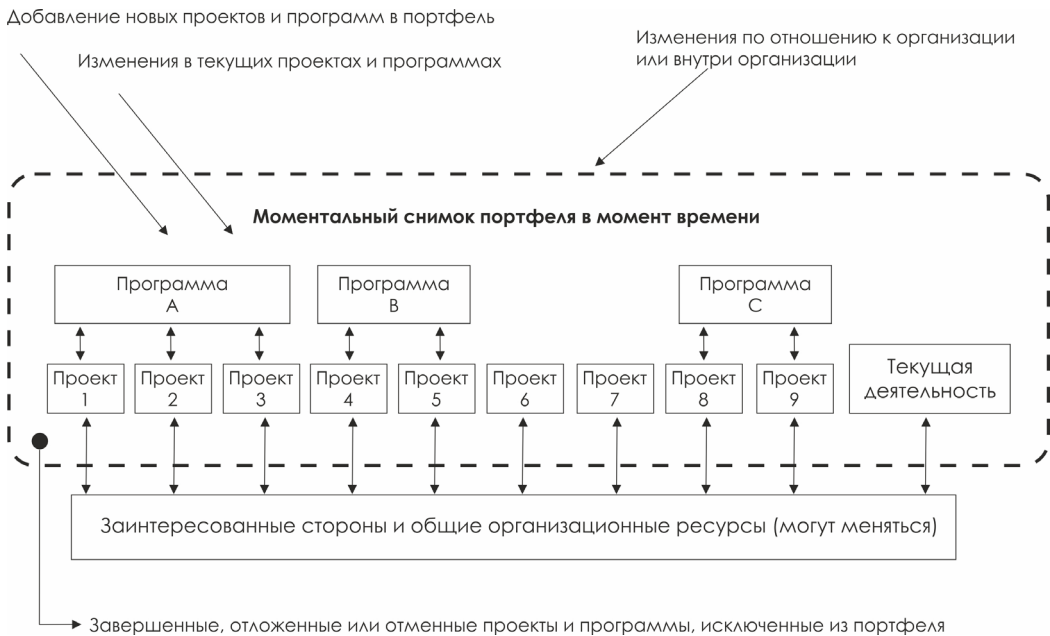 Добавление новых проектов и программ в портфель
Изменения в текущих проектах и программах
Изменения по отношению к организации
или внутри организации
Моментальный снимок портфеля в момент времени
Программа
A
Программа
B
Программа
C
Проект
1
Проект
2
Проект
3
Проект
4
Проект
5
Проект
6
Проект
7
Проект
8
Проект
9
Текущая
деятельность
Заинтересованные стороны и общие организационные ресурсы (могут меняться)
Завершенные, отложенные или отменные проекты и программы, исключенные из портфеля